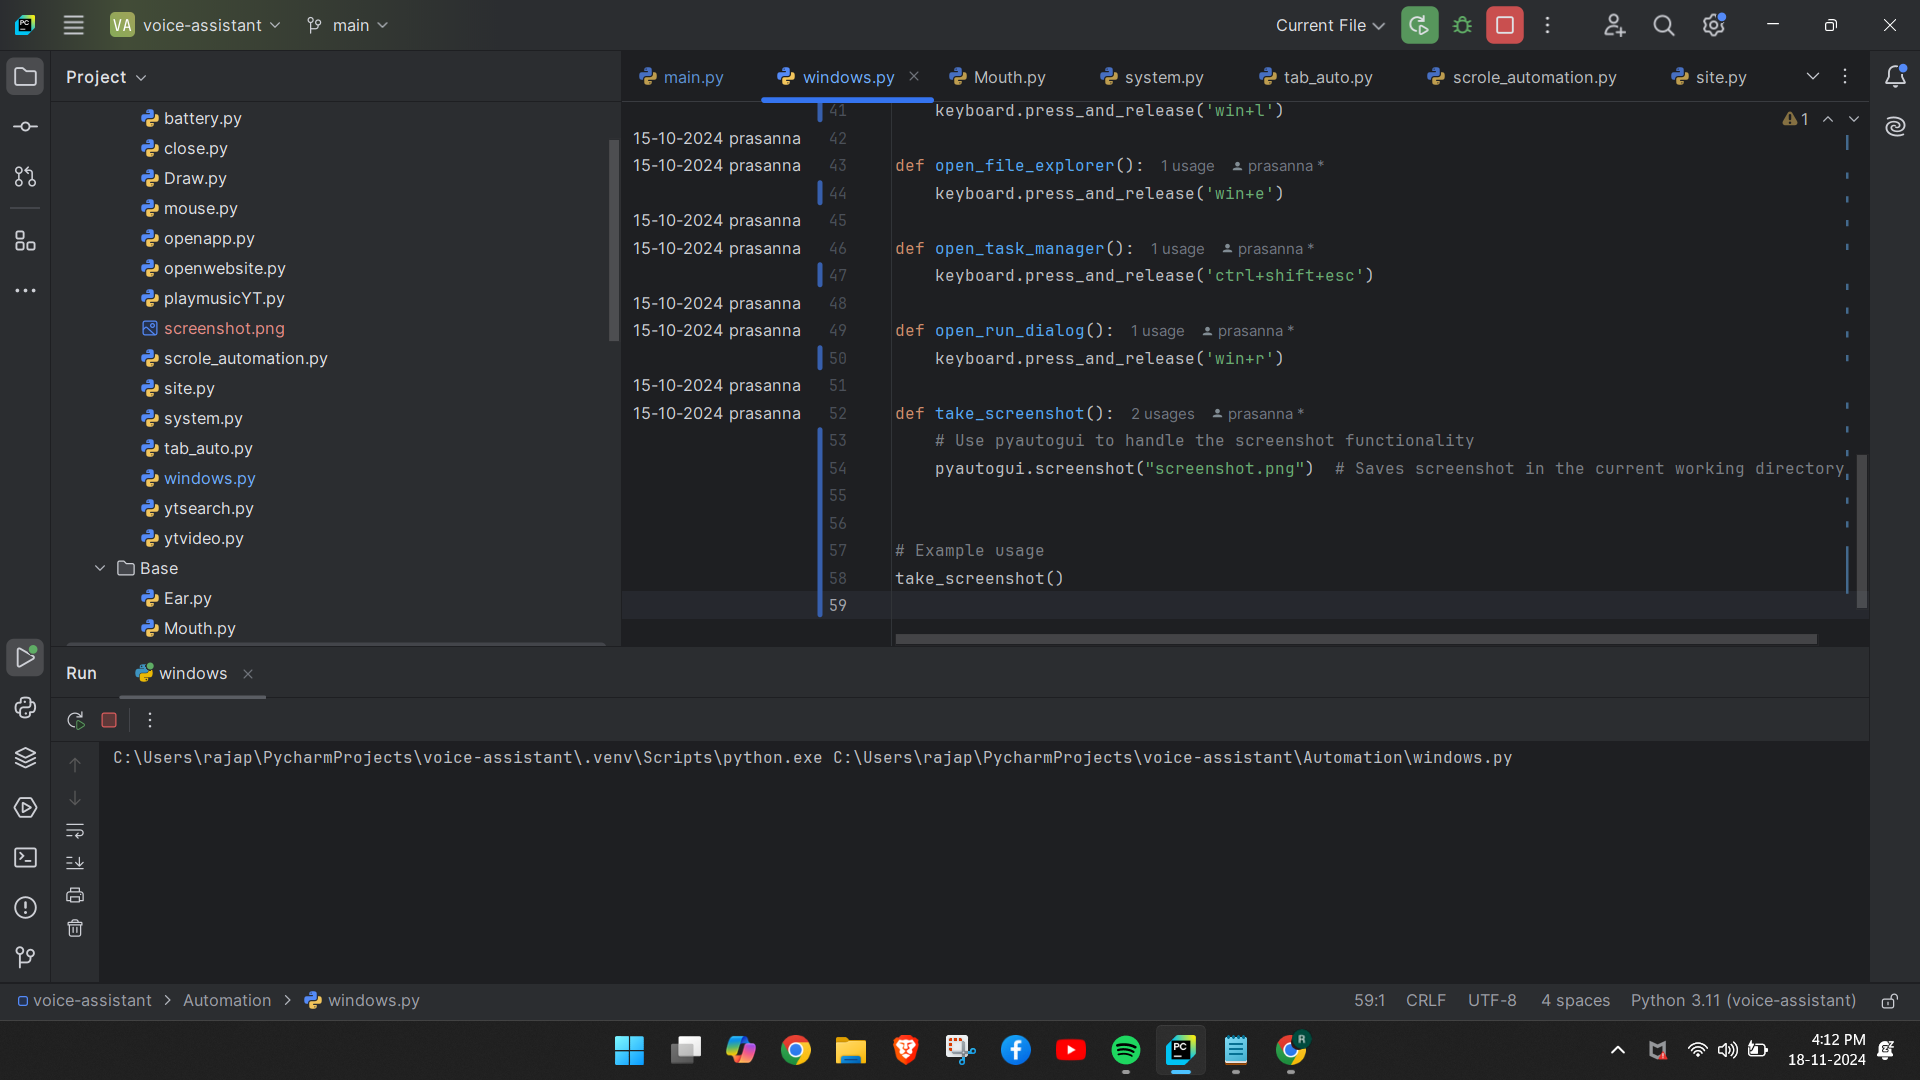 VA voice-assistant main Current File
Project
main.py windows.py Mouth.py system.py tab_auto.py scrole_automation.py site.py
battery.py
close.py
Draw.py
mouse.py
openapp.py
openwebsite.py
playmusicYT.py
screenshot.png
scrole_automation.py
site.py
system.py
tab_auto.py
windows.py
ytsearch.py
ytvideo.py
Base
Ear.py
Mouth.py
41 keyboard.press_and_release('win+l')
1
15-10-2024 prasanna 42
15-10-2024 prasanna 43 def open_file_explorer(): 1 usage prasanna *
44 keyboard.press_and_release('win+e')
15-10-2024 prasanna 45
15-10-2024 prasanna 46 def open_task_manager(): 1 usage prasanna *
47 keyboard.press_and_release('ctrl+shift+esc')
15-10-2024 prasanna 48
15-10-2024 prasanna 49 def open_run_dialog(): 1 usage prasanna *
50 keyboard.press_and_release('win+r')
15-10-2024 prasanna 51
15-10-2024 prasanna 52 def take_screenshot(): 2 usages prasanna *
53 # Use pyautogui to handle the screenshot functionality
54 pyautogui.screenshot("screenshot.png") # Saves screenshot in the current working directory
55
56
57 # Example usage
58 take_screenshot()
59
Run windows
C:\Users\rajap\PycharmProjects\voice-assistant\.venv\Scripts\python.exe C:\Users\rajap\PycharmProjects\voice-assistant\Automation\windows.py
voice-assistant > Automation > windows.py 59:1 CRLF UTF-8 4 spaces Python 3.11 (voice-assistant)
PC
R
4:12 PM
18-11-2024